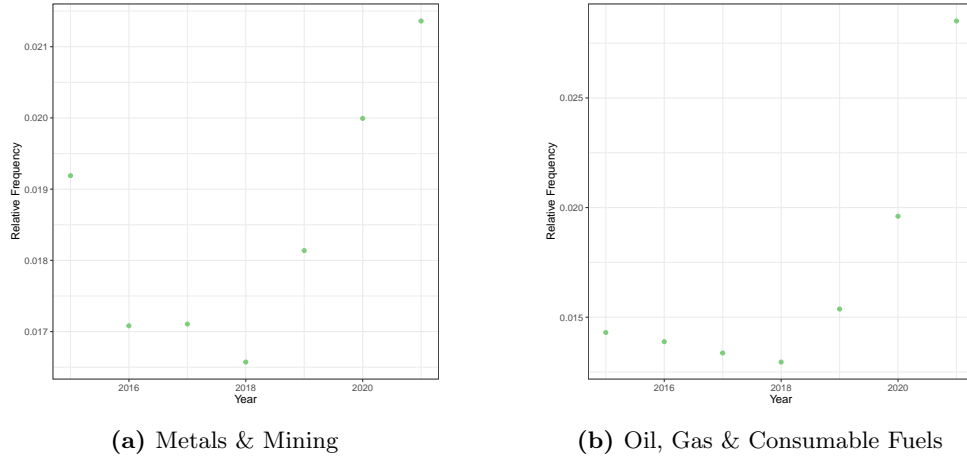 0.021
0.020
0.019
0.018
0.017
Relative Frequency
2016
2018
2020
Year
(a) Metals & Mining
0.025
0.020
0.015
Relative Frequency
2016
2018
2020
Year
(b) Oil, Gas & Consumable Fuels